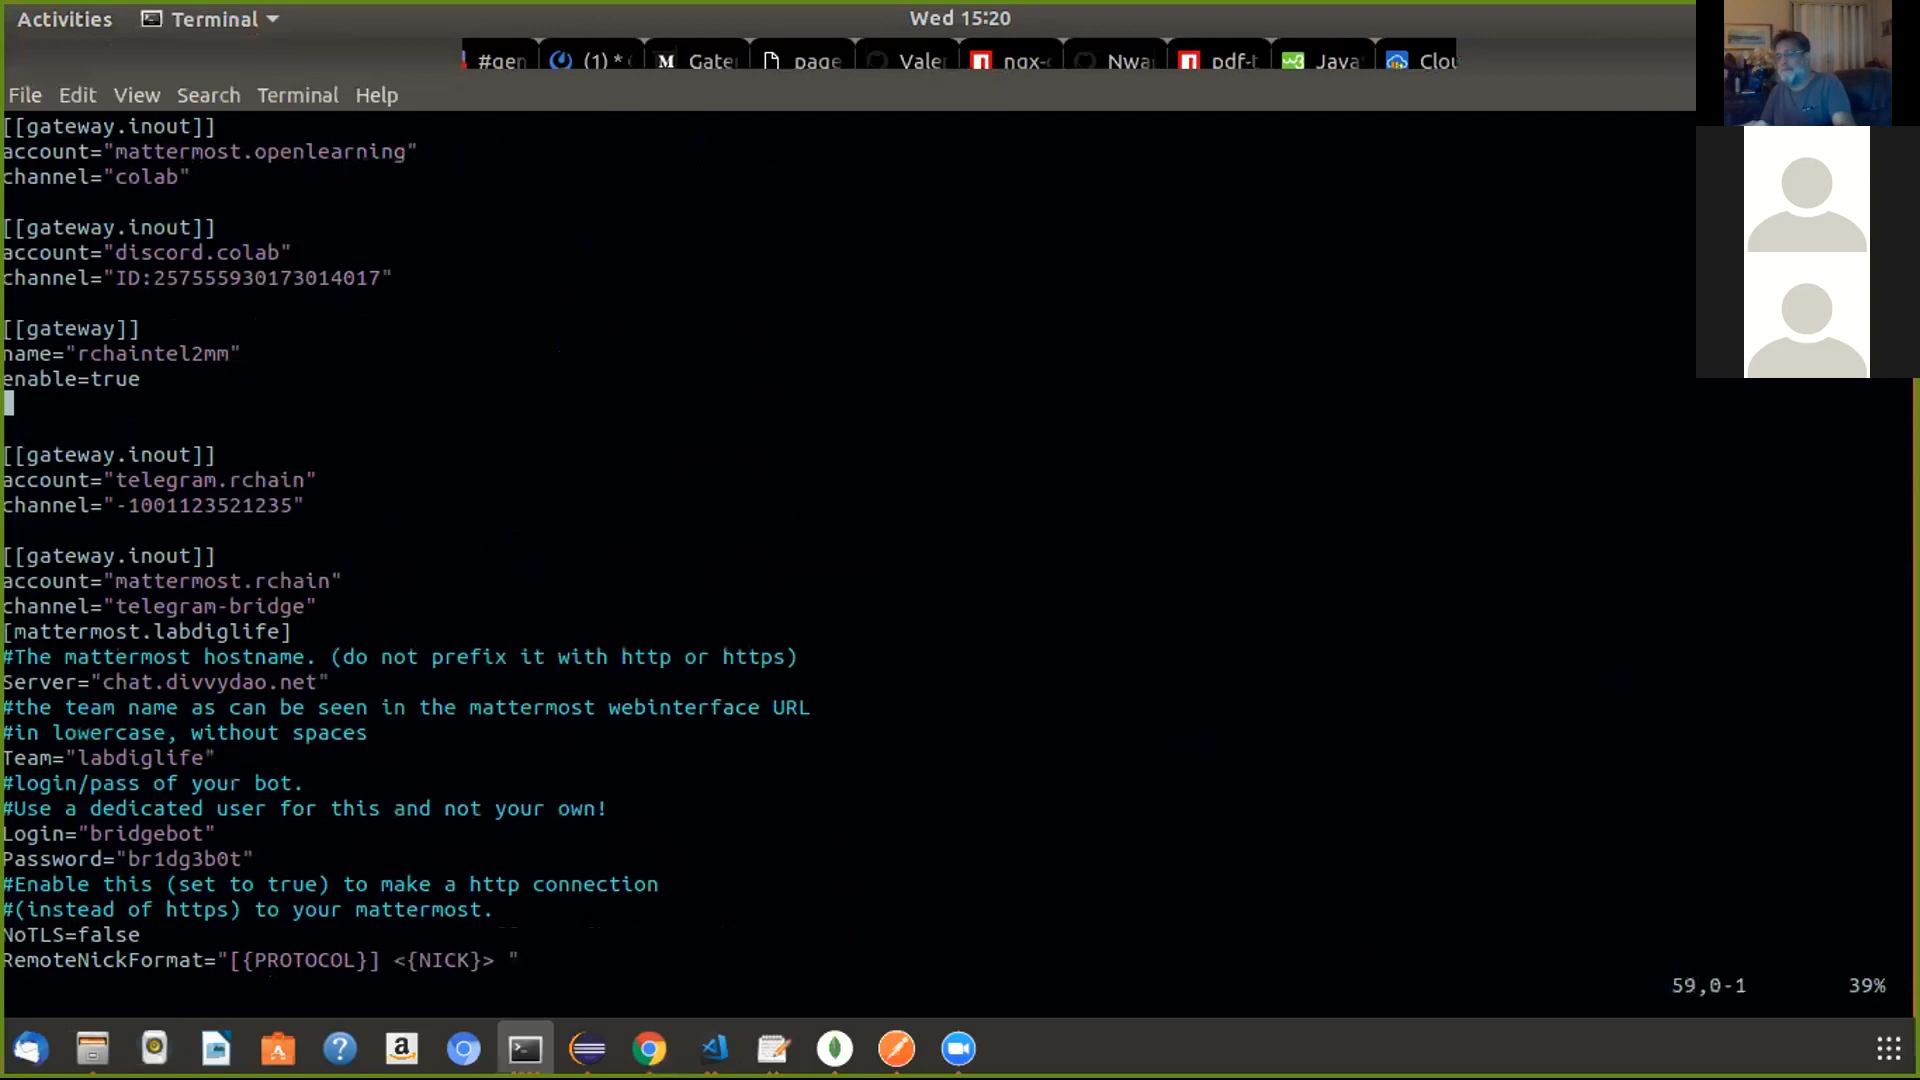 Activities Terminal Wed 15:20
#gen (1) * Gate page Vale ngx- Nwa pdf-t Java Clou
File Edit View Search Terminal Help
[[gateway.inout]]
account="mattermost.openlearning"
channel="colab"
[[gateway.inout]]
account="discord.colab"
channel="ID:257555930173014017"
[[gateway]]
name="rchaintel2mm"
enable=true
[[gateway.inout]]
account="telegram.rchain"
channel="-1001123521235"
[[gateway.inout]]
account="mattermost.rchain"
channel="telegram-bridge"
[mattermost.labdiglife]
#The mattermost hostname. (do not prefix it with http or https)
Server="chat.divvydao.net"
#the team name as can be seen in the mattermost webinterface URL
#in lowercase, without spaces
Team="labdiglife"
#login/pass of your bot.
#Use a dedicated user for this and not your own!
Login="bridgebot"
Password="br1dg3b0t"
#Enable this (set to true) to make a http connection
#(instead of https) to your mattermost.
NoTLS=false
RemoteNickFormat="[{PROTOCOL}] <{NICK}> "
59,0-1 39%